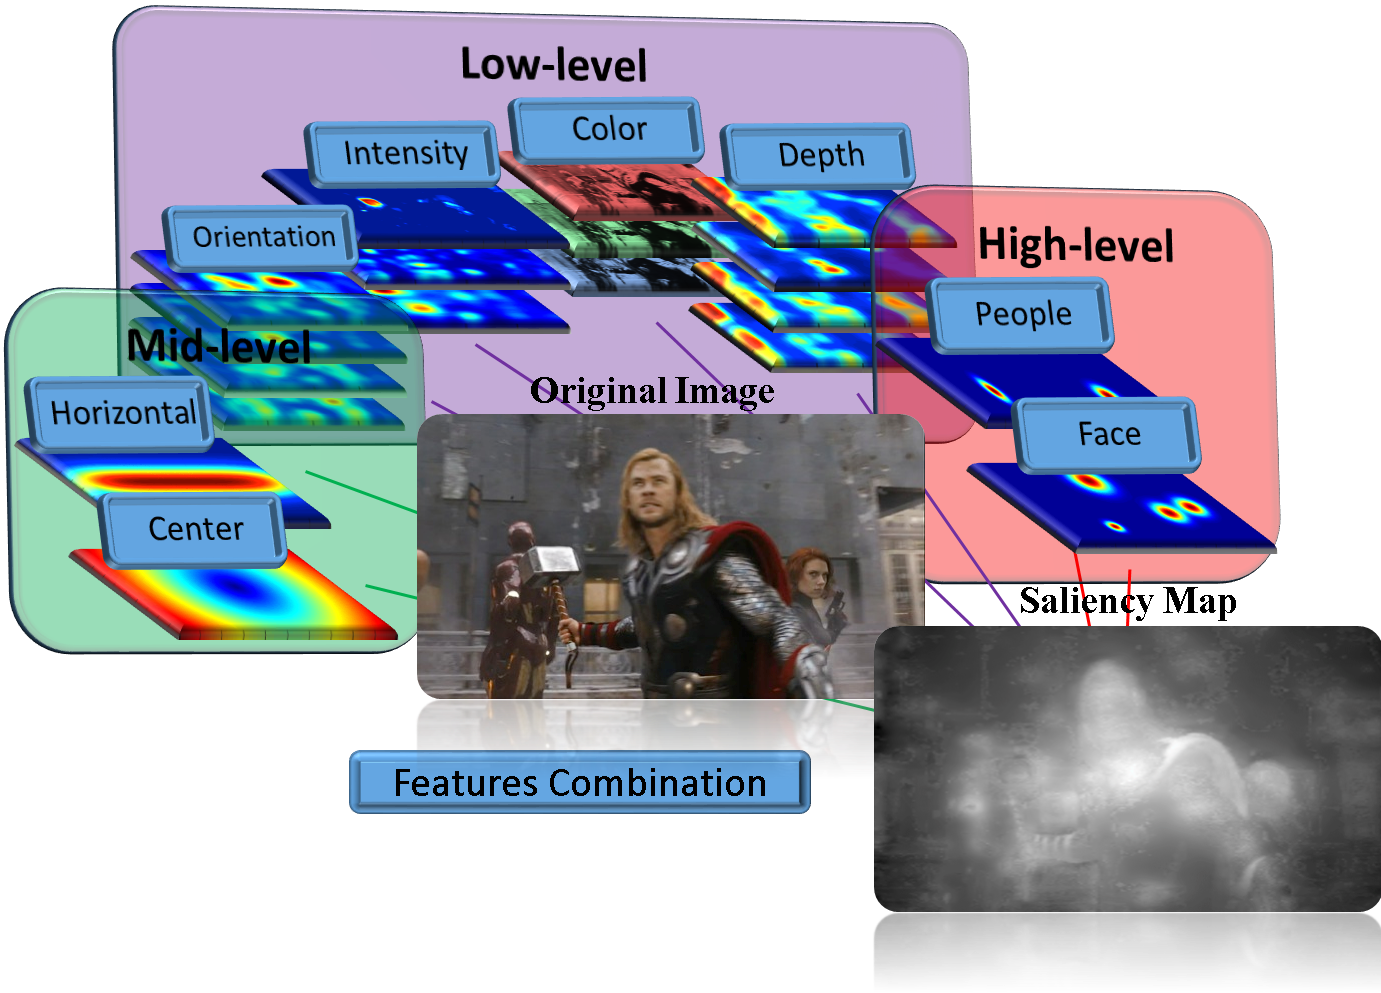 Low-level
Color
Intensity
Depth
Orientation
High-level
People
Mid-level
Original Image
Horizontal
Face
Center
Saliency Map
Features Combination